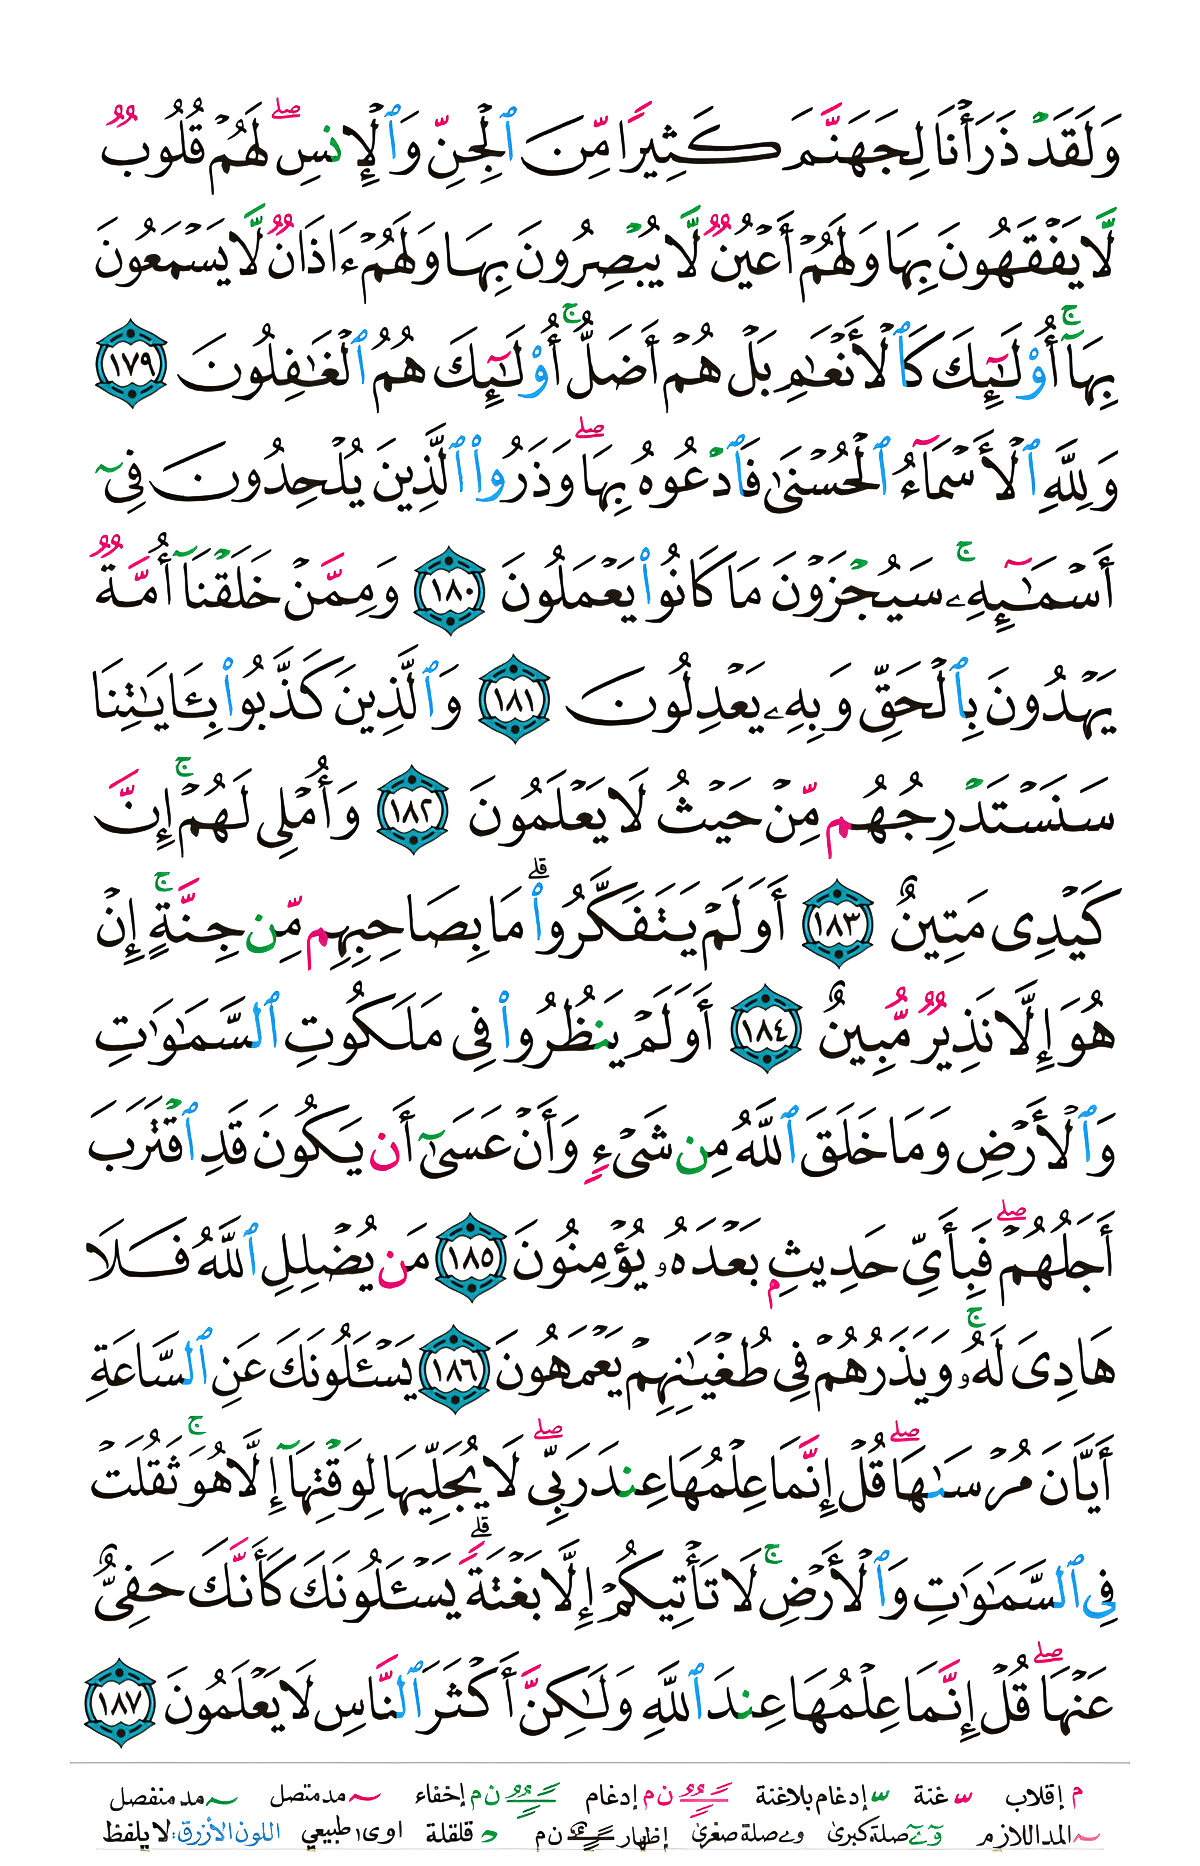 وَلَقَدْ ذَرَأْنَا لِجَهَنَّمَ كَثِيرًا مِّنَ ٱلْجِنِّ وَٱلْإِنسِ ۖ لَهُمْ قُلُوبٌ
لَّا يَفْقَهُونَ بِهَا وَلَهُمْ أَعْيُنٌ لَّا يُبْصِرُونَ بِهَا وَلَهُمْ ءَاذَانٌ لَّا يَسْمَعُونَ
بِهَآ ۚ أُو۟لَٰٓئِكَ كَٱلْأَنْعَٰمِ بَلْ هُمْ أَضَلُّ ۚ أُو۟لَٰٓئِكَ هُمُ ٱلْغَٰفِلُونَ ١٧٩
وَلِلَّهِ ٱلْأَسْمَآءُ ٱلْحُسْنَىٰ فَٱدْعُوهُ بِهَا ۖ وَذَرُوا۟ ٱلَّذِينَ يُلْحِدُونَ فِىٓ
أَسْمَٰٓئِهِۦ ۚ سَيُجْزَوْنَ مَا كَانُوا۟ يَعْمَلُونَ ١٨٠ وَمِمَّنْ خَلَقْنَآ أُمَّةٌ
يَهْدُونَ بِٱلْحَقِّ وَبِهِۦ يَعْدِلُونَ ١٨١ وَٱلَّذِينَ كَذَّبُوا۟ بِـَٔايَٰتِنَا
سَنَسْتَدْرِجُهُم مِّنْ حَيْثُ لَا يَعْلَمُونَ ١٨٢ وَأُمْلِى لَهُمْ ۚ إِنَّ
كَيْدِى مَتِينٌ ١٨٣ أَوَلَمْ يَتَفَكَّرُوا۟ ۗ مَا بِصَاحِبِهِم مِّن جِنَّةٍ ۚ إِنْ
هُوَ إِلَّا نَذِيرٌ مُّبِينٌ ١٨٤ أَوَلَمْ يَنظُرُوا۟ فِى مَلَكُوتِ ٱلسَّمَٰوَٰتِ
وَٱلْأَرْضِ وَمَا خَلَقَ ٱللَّهُ مِن شَىْءٍ وَأَنْ عَسَىٰٓ أَن يَكُونَ قَدِ ٱقْتَرَبَ
أَجَلُهُمْ ۖ فَبِأَىِّ حَدِيثٍۭ بَعْدَهُۥ يُؤْمِنُونَ ١٨٥ مَن يُضْلِلِ ٱللَّهُ فَلَا
هَادِىَ لَهُۥ ۚ وَيَذَرُهُمْ فِى طُغْيَٰنِهِمْ يَعْمَهُونَ ١٨٦ يَسْـَٔلُونَكَ عَنِ ٱلسَّاعَةِ
أَيَّانَ مُرْسَىٰهَا ۖ قُلْ إِنَّمَا عِلْمُهَا عِندَ رَبِّى ۖ لَا يُجَلِّيهَا لِوَقْتِهَآ إِلَّا هُوَ ۚ ثَقُلَتْ
فِى ٱلسَّمَٰوَٰتِ وَٱلْأَرْضِ ۚ لَا تَأْتِيكُمْ إِلَّا بَغْتَةً ۗ يَسْـَٔلُونَكَ كَأَنَّكَ حَفِىٌّ
عَنْهَا ۖ قُلْ إِنَّمَا عِلْمُهَا عِندَ ٱللَّهِ وَلَٰكِنَّ أَكْثَرَ ٱلنَّاسِ لَا يَعْلَمُونَ ١٨٧
م إقلاب غنة إدغام بلاغنة ن م إدغام ن م إخفاء مد متصل مد منفصل
المد اللازم صلة كبرى و ے صلة صغرى إظهار ن م قلقلة اوى ا طبيعي اللون الأزرق: لا يلفظ